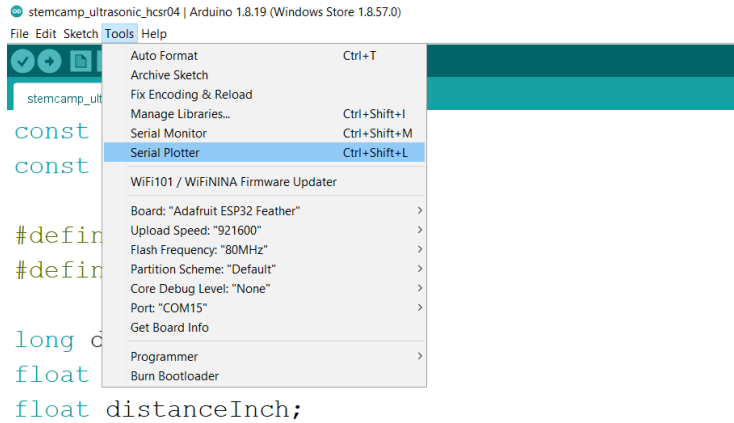 stemcamp_ultrasonic_hcsr04 | Arduino 1.8.19 (Windows Store 1.8.57.0)
File Edit Sketch Tools Help
Auto Format Ctrl+T
Archive Sketch
Fix Encoding & Reload
Manage Libraries... Ctrl+Shift+I
Serial Monitor Ctrl+Shift+M
Serial Plotter Ctrl+Shift+L
WiFi101 / WiFiNINA Firmware Updater
Board: "Adafruit ESP32 Feather"
Upload Speed: "921600"
Flash Frequency: "80MHz"
Partition Scheme: "Default"
Core Debug Level: "None"
Port: "COM15"
Get Board Info
Programmer
Burn Bootloader
stemcamp_ult
const
const
#defin
#defin
long d
float
float distanceInch;